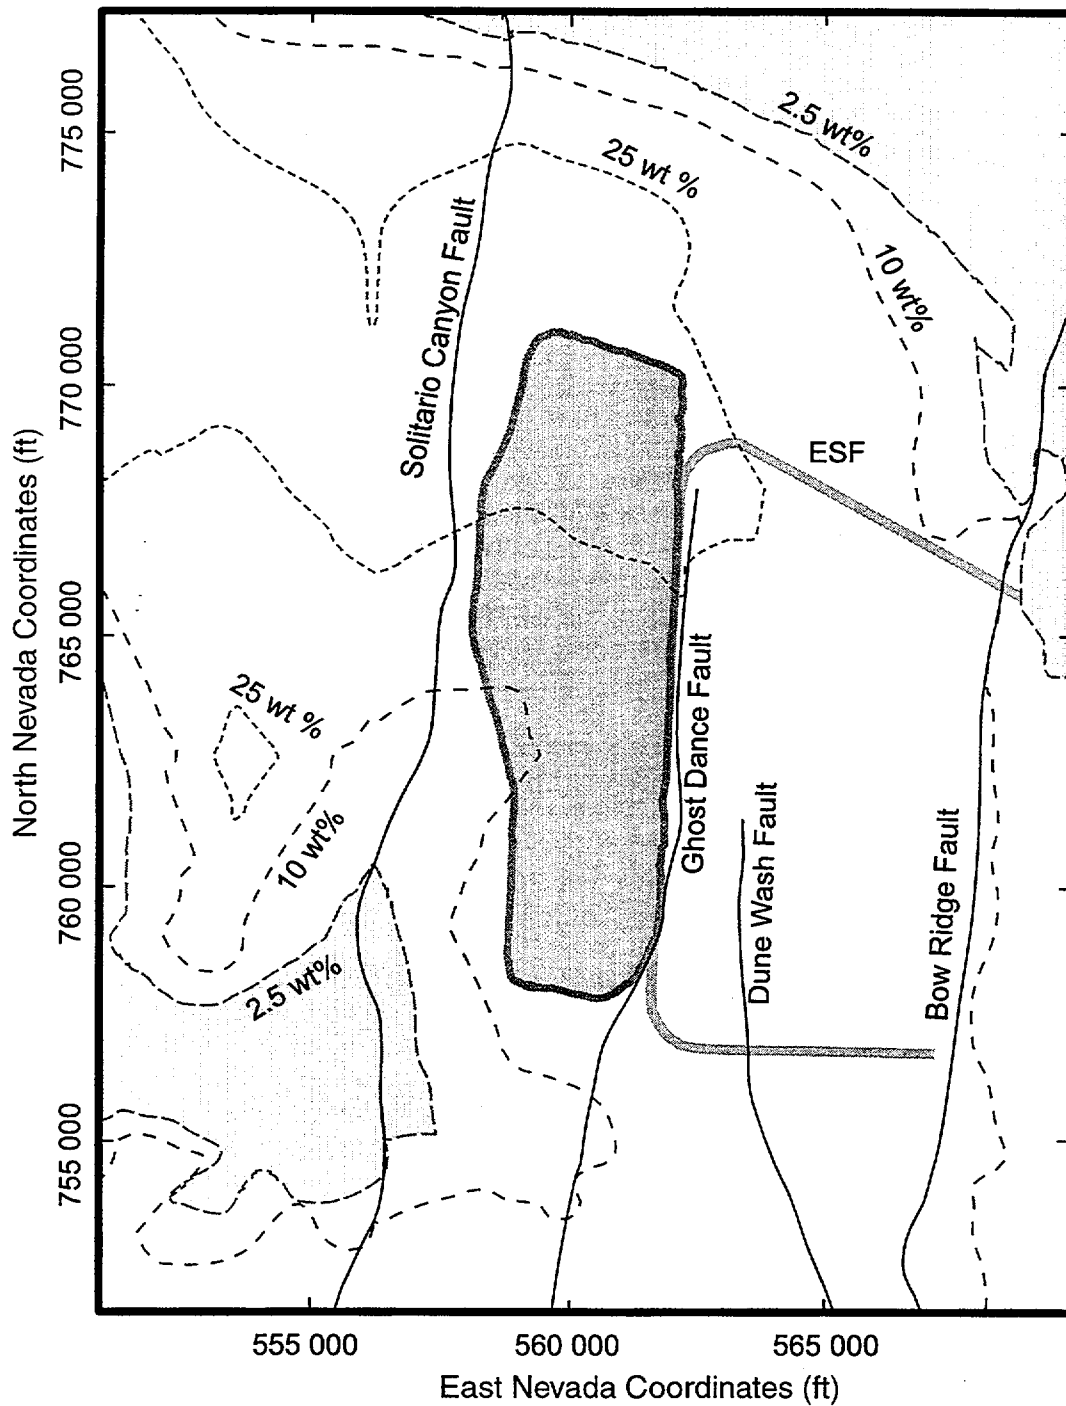 2.5 wt%
25 wt %
10 wt%
Solitario Canyon Fault
ESF
25 wt %
10 wt%
2.5 wt%
Ghost Dance Fault
Dune Wash Fault
Bow Ridge Fault
775 000
770 000
765 000
760 000
755 000
North Nevada Coordinates (ft)
555 000
560 000
565 000
East Nevada Coordinates (ft)